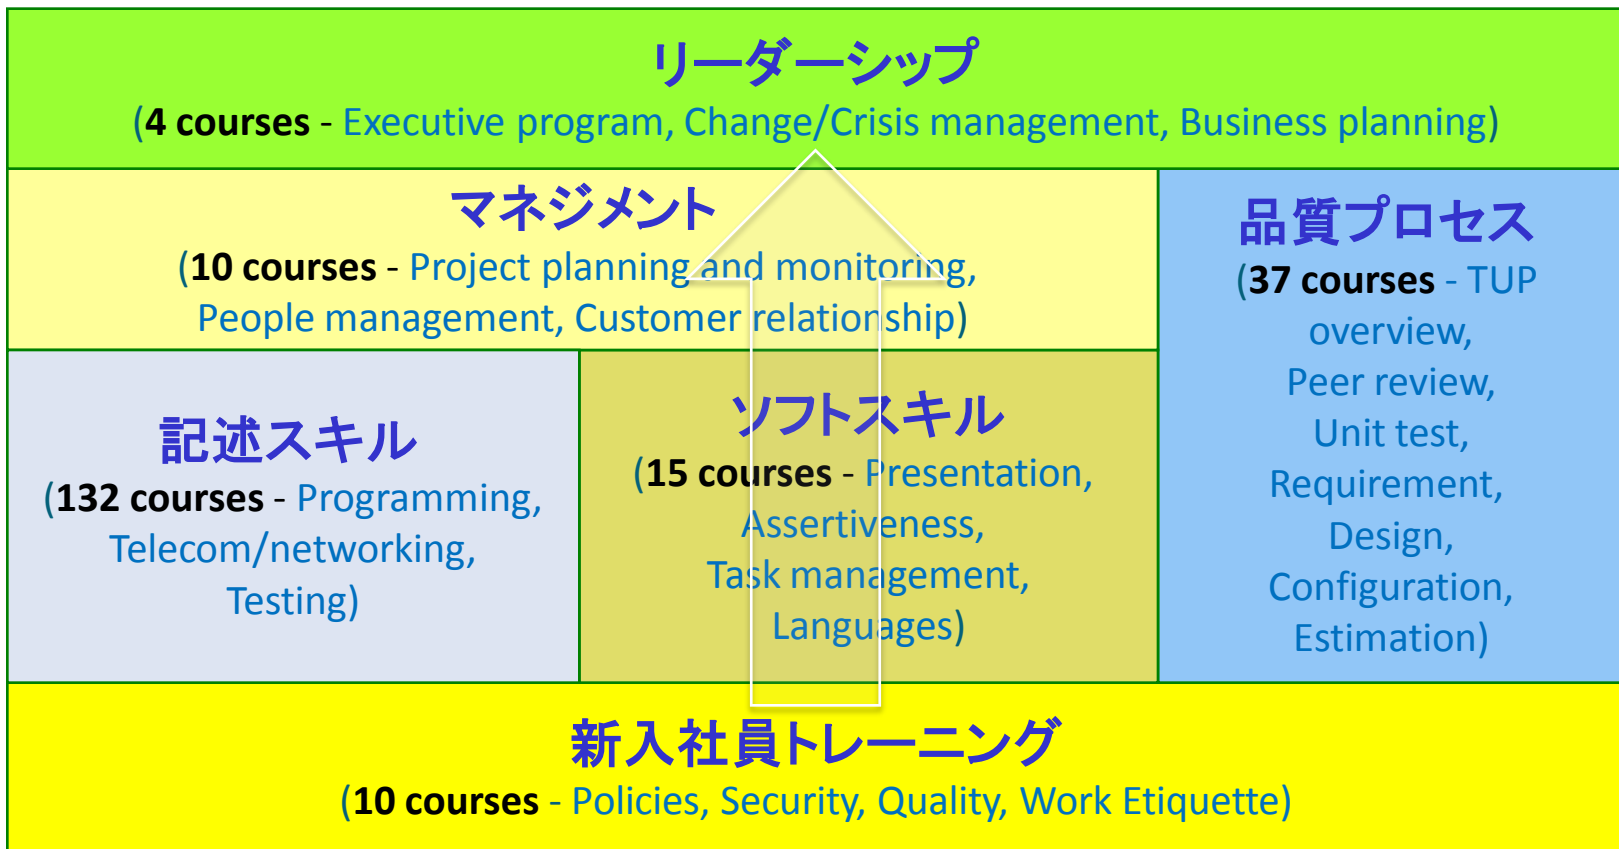 リーダーシップ
(4 courses - Executive program, Change/Crisis management, Business planning)
マネジメント
(10 courses - Project planning and monitoring,
People management, Customer relationship)
品質プロセス
(37 courses - TUP
overview,
Peer review,
Unit test,
Requirement,
Design,
Configuration,
Estimation)
記述スキル
(132 courses - Programming,
Telecom/networking,
Testing)
ソフトスキル
(15 courses - Presentation,
Assertiveness,
Task management,
Languages)
新入社員トレーニング
(10 courses - Policies, Security, Quality, Work Etiquette)